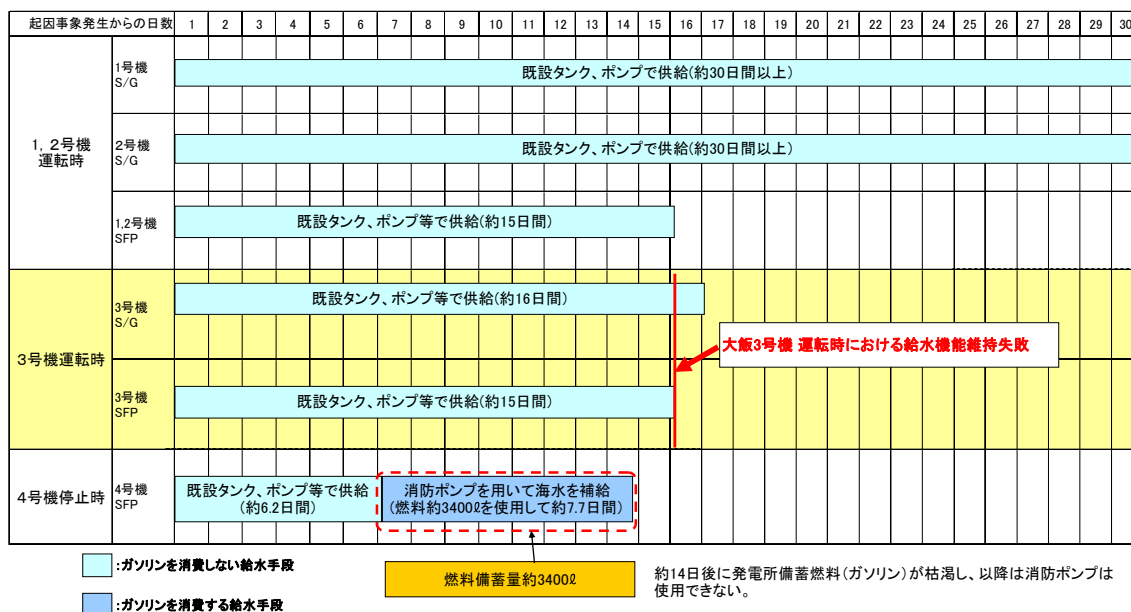 起因事象発生からの日数 1 2 3 4 5 6 7 8 9 10 11 12 13 14 15 16 17 18 19 20 21 22 23 24 25 26 27 28 29 30
1,2号機
運転時
1号機
S/G
既設タンク、ポンプで供給(約30日間以上)
2号機
S/G
既設タンク、ポンプで供給(約30日間以上)
1,2号機
SFP
既設タンク、ポンプ等で供給(約15日間)
3号機運転時
3号機
S/G
既設タンク、ポンプ等で供給(約16日間)
大飯3号機 運転時における給水機能維持失敗
3号機
SFP
既設タンク、ポンプ等で供給(約15日間)
4号機停止時
4号機
SFP
既設タンク、ポンプ等で供給
(約6.2日間)
消防ポンプを用いて海水を補給
(燃料約3400ℓを使用して約7.7日間)
:ガソリンを消費しない給水手段
:ガソリンを消費する給水手段
燃料備蓄量約3400ℓ
約14日後に発電所備蓄燃料(ガソリン)が枯渇し、以降は消防ポンプは
使用できない。